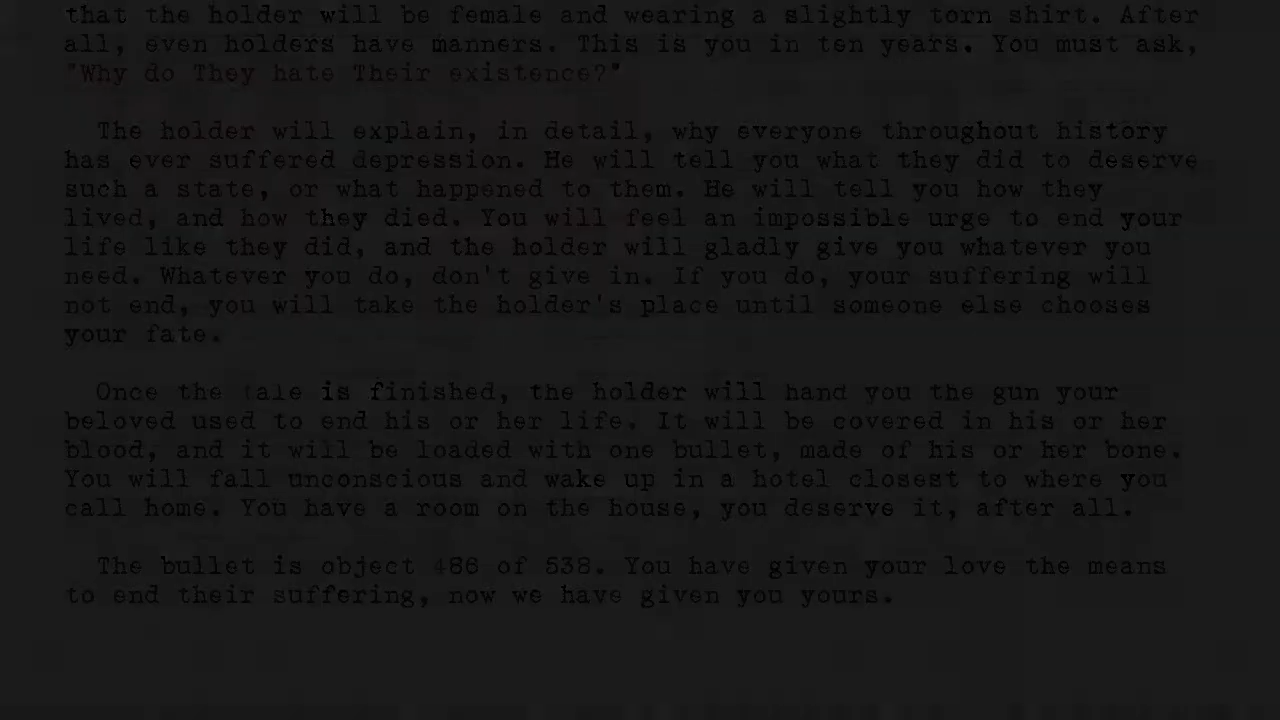 that the holder will be female and wearing a slightly torn shirt. After
all, even holders have manners. This is you in ten years. You must ask,
"Why do They hate Their existence?"
The holder will explain, in detail, why everyone throughout history
has ever suffered depression. He will tell you what they did to deserve
such a state, or what happened to them. He will tell you how they
lived, and how they died. You will feel an impossible urge to end your
life like they did, and the holder will gladly give you whatever you
need. Whatever you do, don't give in. If you do, your suffering will
not end, you will take the holder's place until someone else chooses
your fate.
Once the tale is finished, the holder will hand you the gun your
beloved used to end his or her life. It will be covered in his or her
blood, and it will be loaded with one bullet, made of his or her bone.
You will fall unconscious and wake up in a hotel closest to where you
call home. You have a room on the house, you deserve it, after all.
The bullet is object 486 of 538. You have given your love the means
to end their suffering, now we have given you yours.